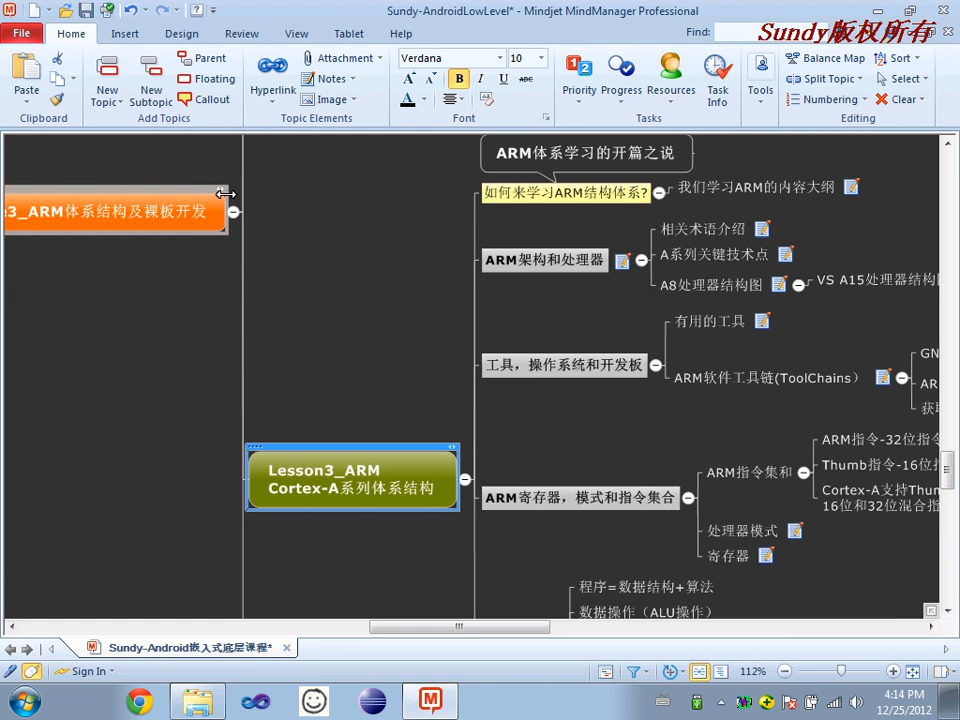 Sundy-AndroidLowLevel* - Mindjet MindManager Professional
File Home Insert Design Review View Tablet Help Find:
Sundy版权所有
Paste
Clipboard
New Topic
New Subtopic
Parent
Floating
Callout
Add Topics
Hyperlink
Attachment
Notes
Image
Topic Elements
Verdana 10
B I U ABC
Font
Priority
Progress
Resources
Task Info
Tasks
Tools
Balance Map
Split Topic
Numbering
Sort
Select
Clear
Editing
ARM体系学习的开篇之说
如何来学习ARM结构体系?
我们学习ARM的内容大纲
3_ARM体系结构及裸板开发
ARM架构和处理器
相关术语介绍
A系列关键技术点
A8处理器结构图
VS A15处理器结构
工具，操作系统和开发板
有用的工具
ARM软件工具链(ToolChains）
GN
AR
获
Lesson3_ARM
Cortex-A系列体系结构
ARM寄存器，模式和指令集合
ARM指令集和
ARM指令-32位指令
Thumb指令-16位
Cortex-A支持Thum
16位和32位混合指
处理器模式
寄存器
程序=数据结构+算法
数据操作（ALU操作）
Sundy-Android嵌入式底层课程*
Sign In
112%
4:14 PM
12/25/2012